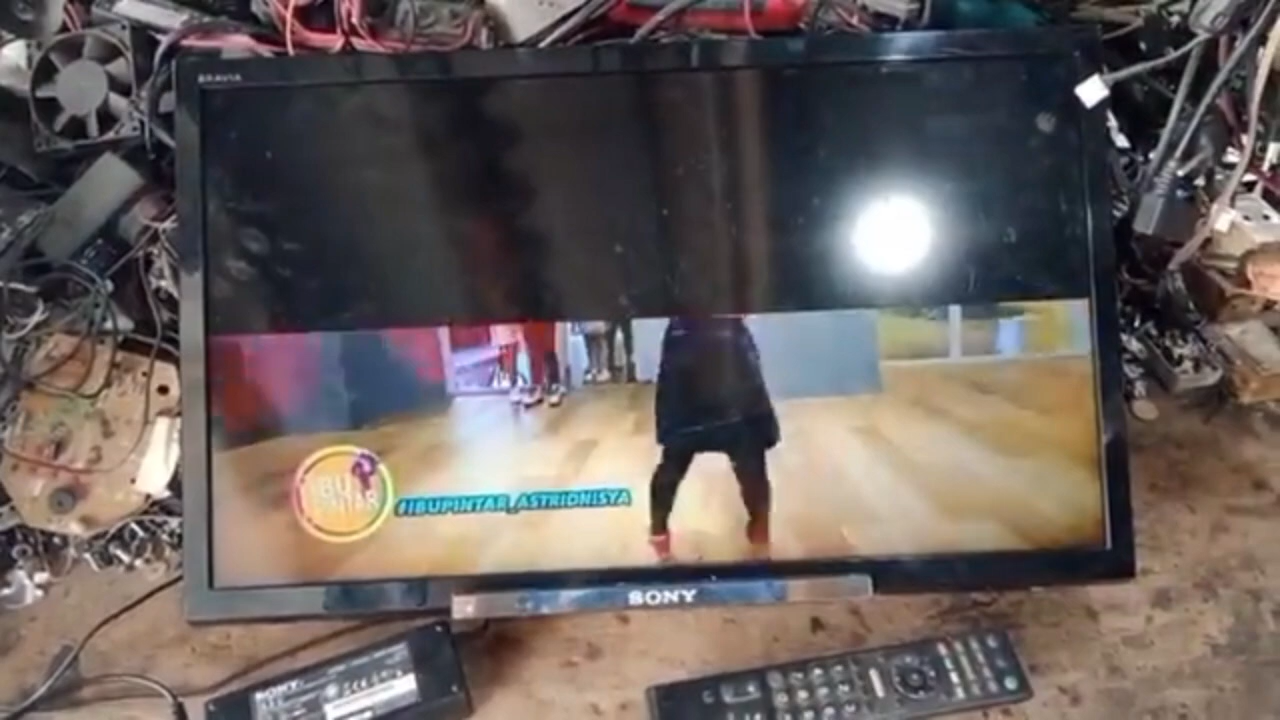 BRAVIA
IBU
PINTAR
#IBUPINTAR_ASTRIDNISYA
SONY
SONY